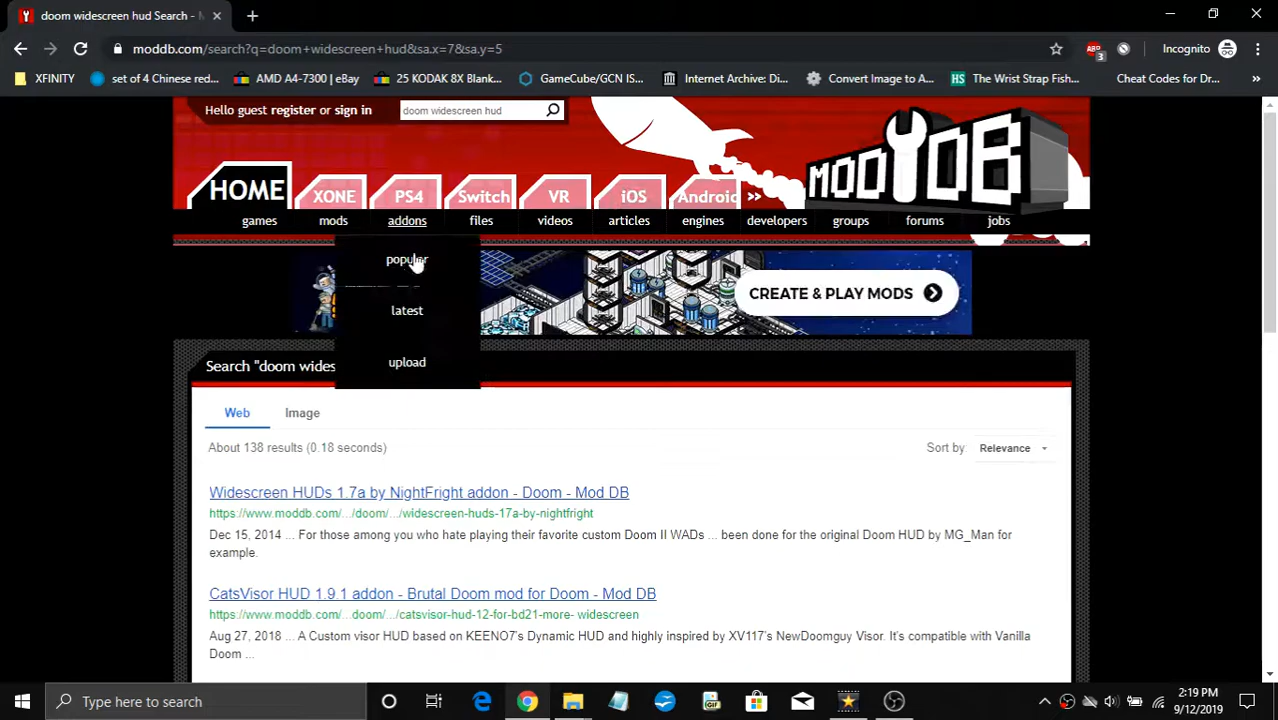 doom widescreen hud Search - M
moddb.com/search?q=doom+widescreen+hud&sa.x=7&sa.y=5
ABP
3
Incognito
XFINITY
set of 4 Chinese red...
AMD A4-7300 | eBay
25 KODAK 8X Blank...
GameCube/GCN IS...
Internet Archive: Di...
Convert Image to A...
HS The Wrist Strap Fish...
Cheat Codes for Dr...
»
Hello guest register or sign in
doom widescreen hud
MOD DB
HOME
XONE
PS4
Switch
VR
iOS
Android
»
games
mods
addons
files
videos
articles
engines
developers
groups
forums
jobs
popular
latest
upload
CREATE & PLAY MODS
Search "doom wides
Web
Image
About 138 results (0.18 seconds)
Sort by:
Relevance
Widescreen HUDs 1.7a by NightFright addon - Doom - Mod DB
https://www.moddb.com/.../doom/.../widescreen-huds-17a-by-nightfright
Dec 15, 2014 ... For those among you who hate playing their favorite custom Doom II WADs ... been done for the original Doom HUD by MG_Man for
example.
CatsVisor HUD 1.9.1 addon - Brutal Doom mod for Doom - Mod DB
https://www.moddb.com/...doom/.../catsvisor-hud-12-for-bd21-more- widescreen
Aug 27, 2018 ... A Custom visor HUD based on KEENO7's Dynamic HUD and highly inspired by XV117's NewDoomguy Visor. It's compatible with Vanilla
Doom ...
Type here to search
GIF
2:19 PM
9/12/2019